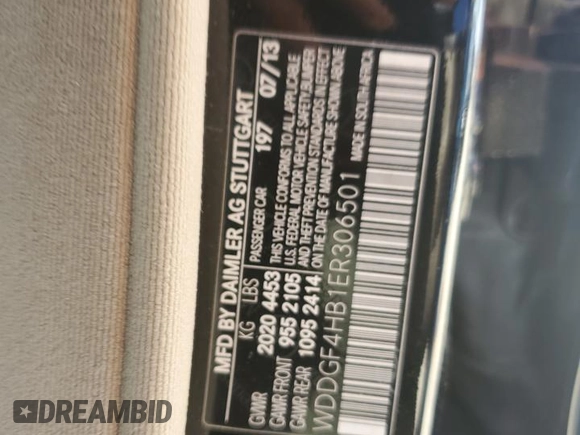 MFD BY DAIMLER AG STUTTGART
PASSENGER CAR 197 07/13
KG LBS
GVWR 2020 4453
GAWR FRONT 955 2105
GAWR REAR 1095 2414
THIS VEHICLE CONFORMS TO ALL APPLICABLE
U.S. FEDERAL MOTOR VEHICLE SAFETY, BUMPER
AND THEFT PREVENTION STANDARDS IN EFFECT
ON THE DATE OF MANUFACTURE SHOWN ABOVE
WDDGF4HB1ER306501
MADE IN SOUTH AFRICA
DREAMBID